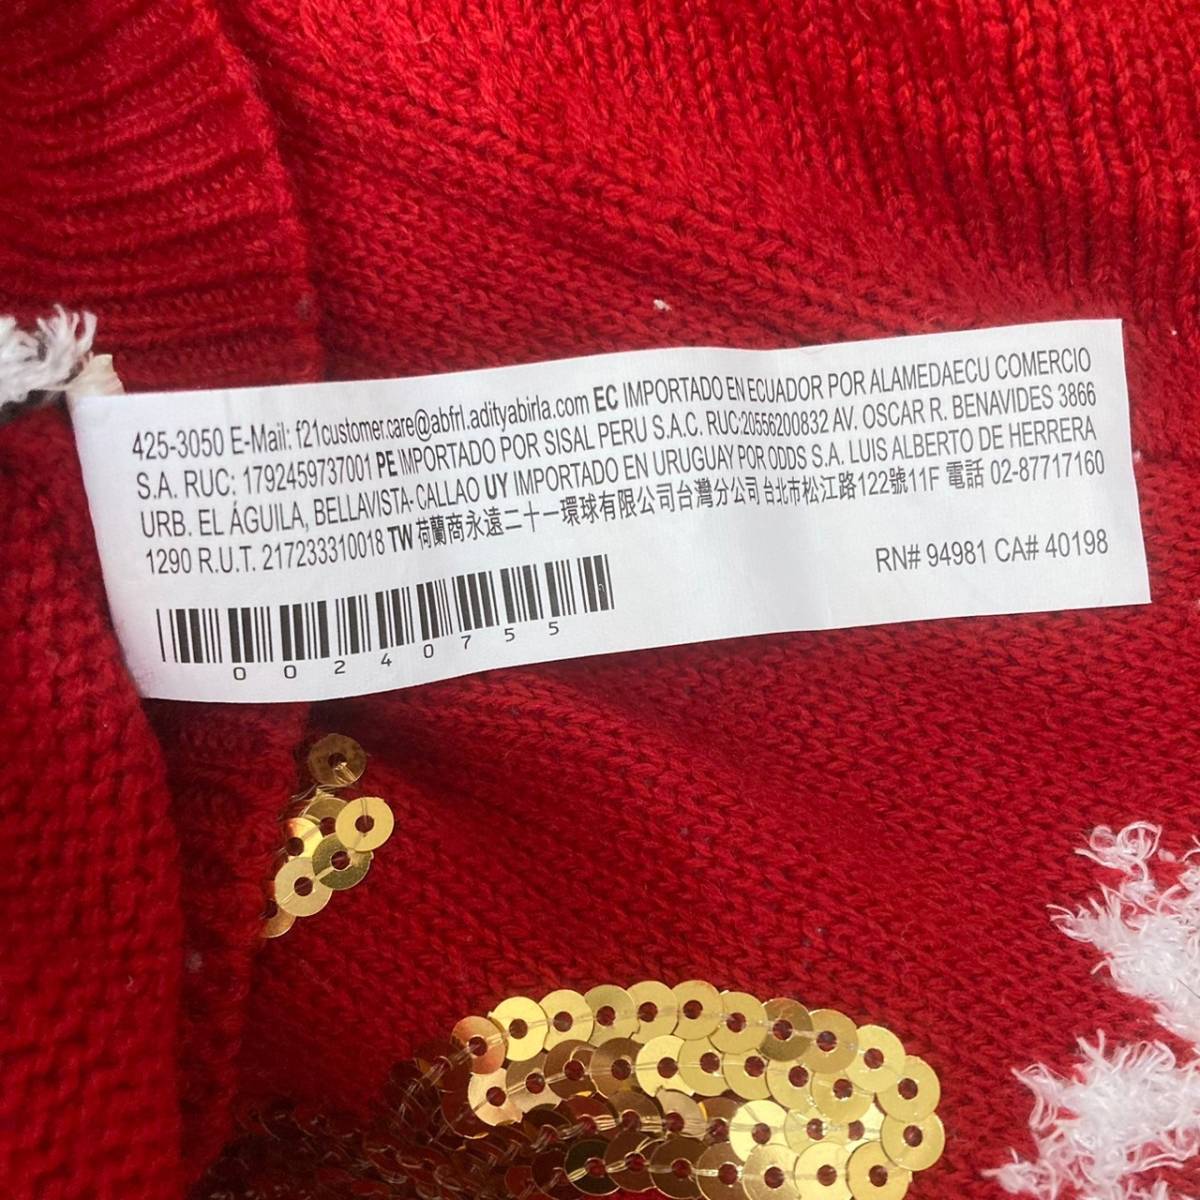 425-3050 E-Mail: f21customer.care@abfrl.adityabirla.com EC IMPORTADO EN ECUADOR POR ALAMEDAECU COMERCIO
S.A. RUC: 1792459737001 PE IMPORTADO POR SISAL PERU S.A.C. RUC:20556200832 AV. OSCAR R. BENAVIDES 3866
URB. EL ÁGUILA, BELLAVISTA- CALLAO UY IMPORTADO EN URUGUAY POR ODDS S.A. LUIS ALBERTO DE HERRERA
1290 R.U.T. 217233310018 TW 荷蘭商永遠二十一環球有限公司台灣分公司 台北市松江路122號11F 電話 02-87717160
RN# 94981 CA# 40198
00240755